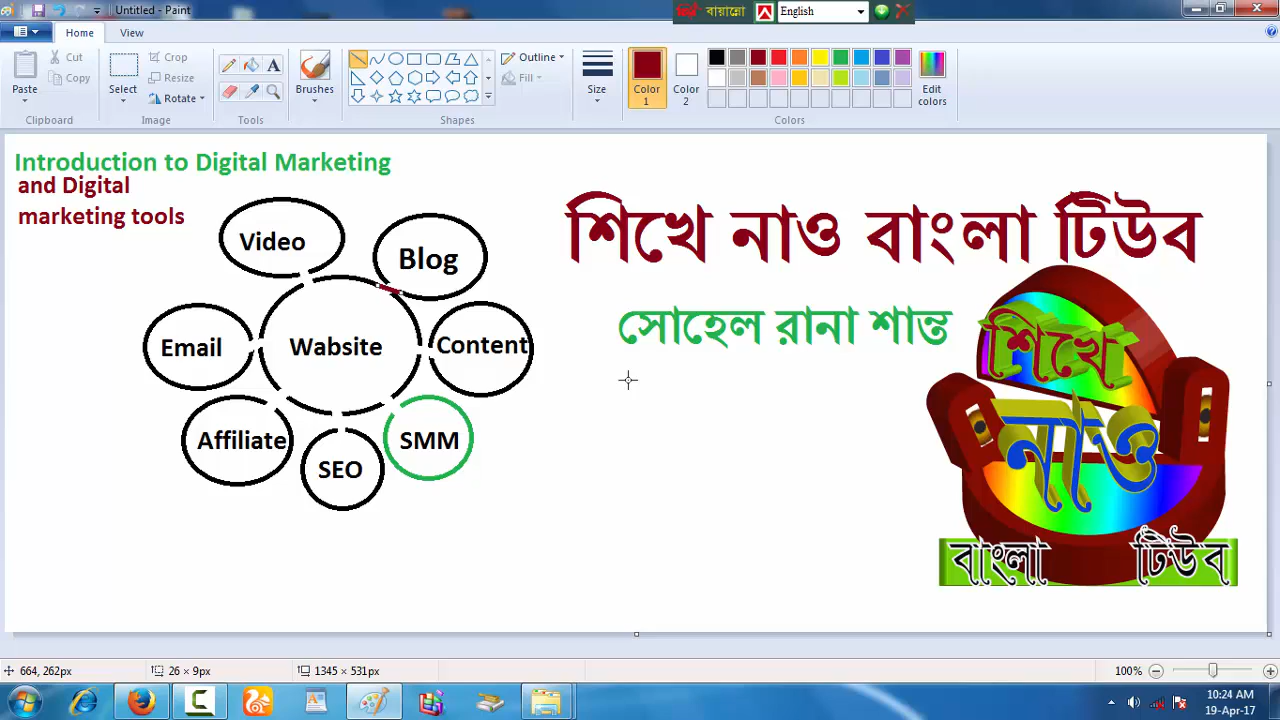 Untitled - Paint
বায়ান্নো
English
Home
View
Paste
Cut
Copy
Clipboard
Select
Crop
Resize
Rotate
Image
Tools
Brushes
Shapes
Outline
Fill
Size
Color 1
Color 2
Edit colors
Colors
Introduction to Digital Marketing
and Digital
marketing tools
Video
Blog
Email
Wabsite
Content
Affiliate
SEO
SMM
শিখে নাও বাংলা টিউব
সোহেল রানা শান্ত
শিখে
নাও
বাংলা টিউব
664, 262px
26 × 9px
1345 × 531px
100%
10:24 AM
19-Apr-17